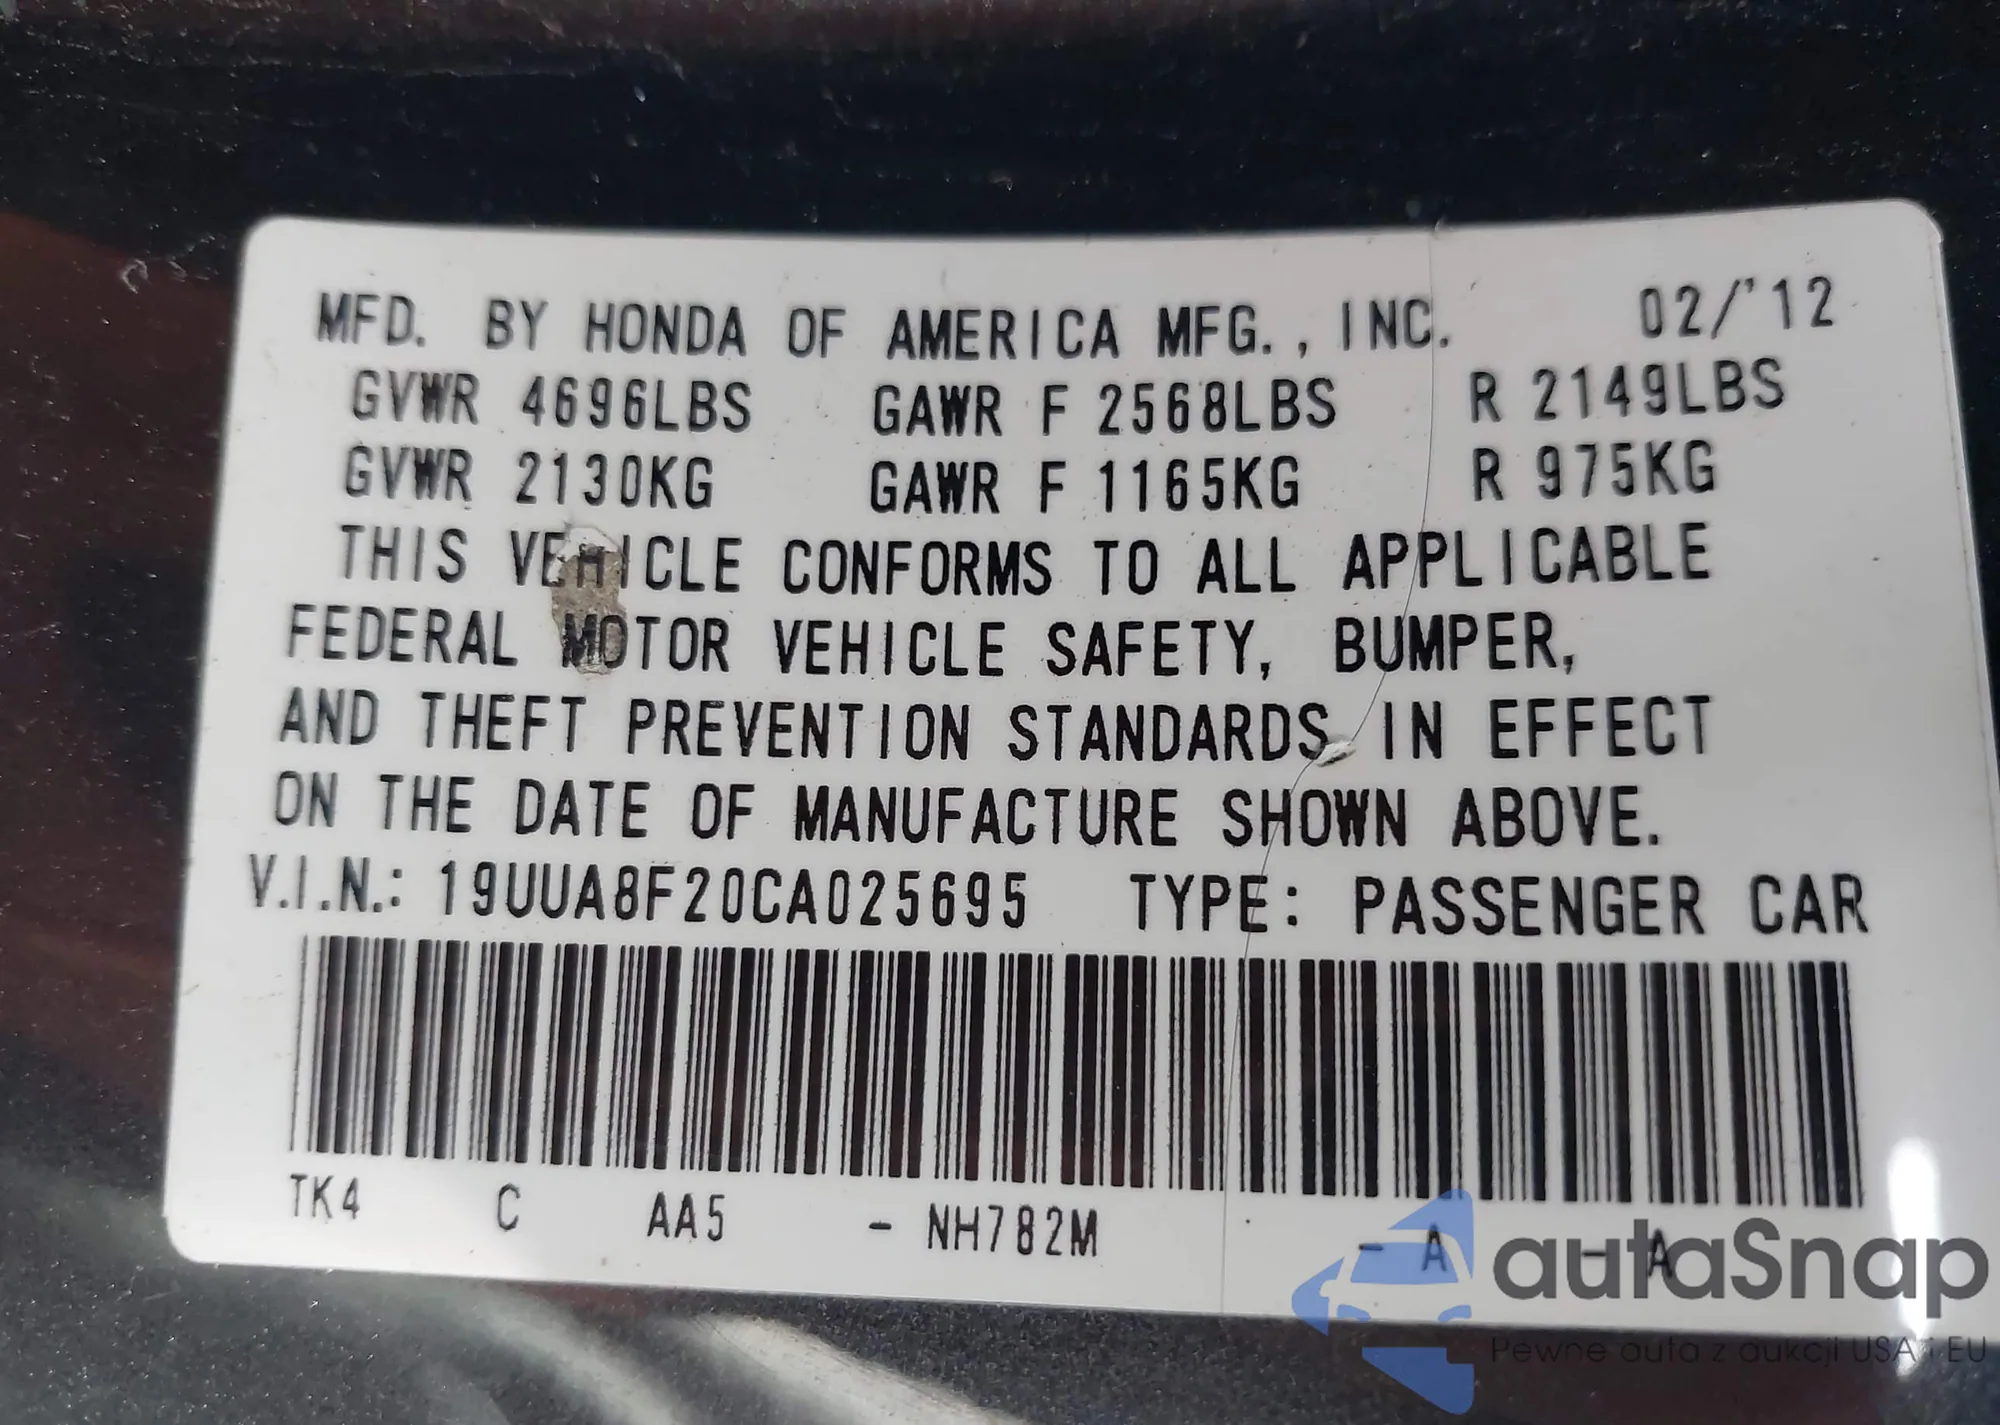 MFD. BY HONDA OF AMERICA MFG., INC. 02/'12
GVWR 4696LBS GAWR F 2568LBS R 2149LBS
GVWR 2130KG GAWR F 1165KG R 975KG
THIS VEHICLE CONFORMS TO ALL APPLICABLE
FEDERAL MOTOR VEHICLE SAFETY, BUMPER,
AND THEFT PREVENTION STANDARDS IN EFFECT
ON THE DATE OF MANUFACTURE SHOWN ABOVE.
V.I.N.: 19UUA8F20CA025695 TYPE: PASSENGER CAR
TK4 C AA5 - NH782M - A - A
autaSnap
Pewne auta z aukcji USA i EU